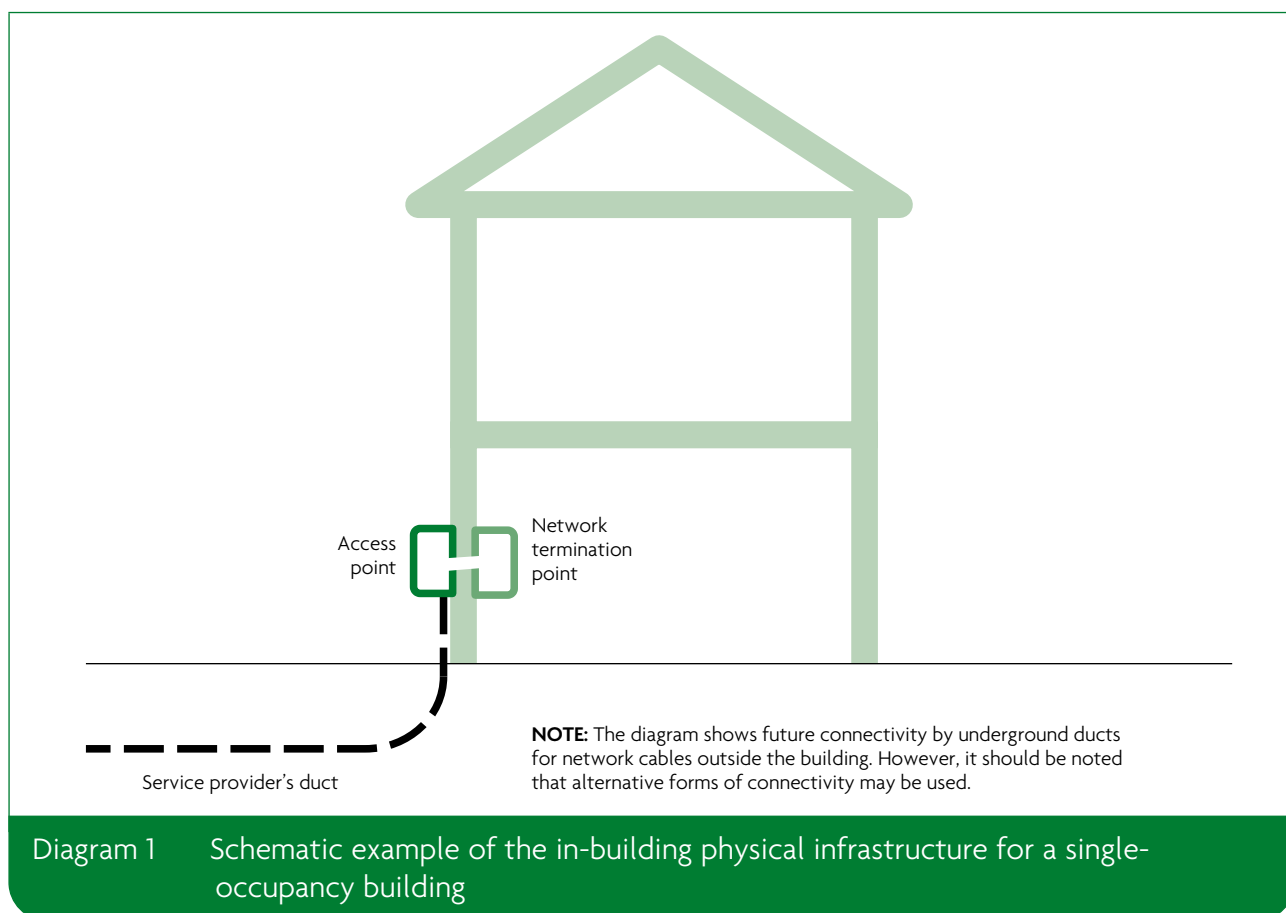 Access
point
Network
termination
point
Service provider's duct
NOTE: The diagram shows future connectivity by underground ducts
for network cables outside the building. However, it should be noted
that alternative forms of connectivity may be used.
Diagram 1 Schematic example of the in-building physical infrastructure for a single-
occupancy building